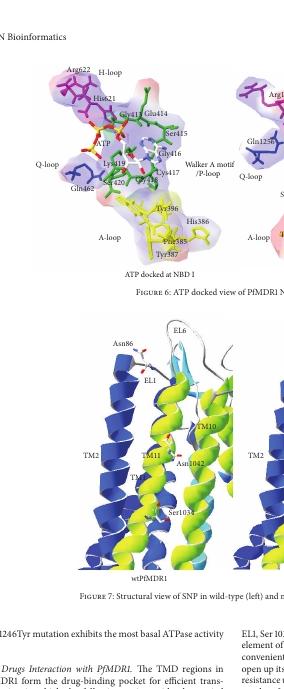 N Bioinformatics
Arg622
H-loop
His621
Gly413
Glu414
Ser415
ATP
Gly416
Lys419
Walker A motif
/P-loop
Cys417
Q-loop
Ser420
Gln462
Tyr396
His386
A-loop
Phe385
Tyr387
ATP docked at NBD 1
Gln1256
Q-loop
A-loop
FIGURE 6: ATP docked view of PfMDR1 N
EL6
Asn86
EL1
TM10
TM2
TM11
Asn1042
Ser1034
wtPfMDR1
TM2
FIGURE 7: Structural view of SNP in wild-type (left) and m
1246Tyr mutation exhibits the most basal ATPase activity
Drugs Interaction with PfMDR1. The TMD regions in
MDR1 form the drug-binding pocket for efficient trans-
EL1, Ser 103
element of
convenient
open up its
resistance